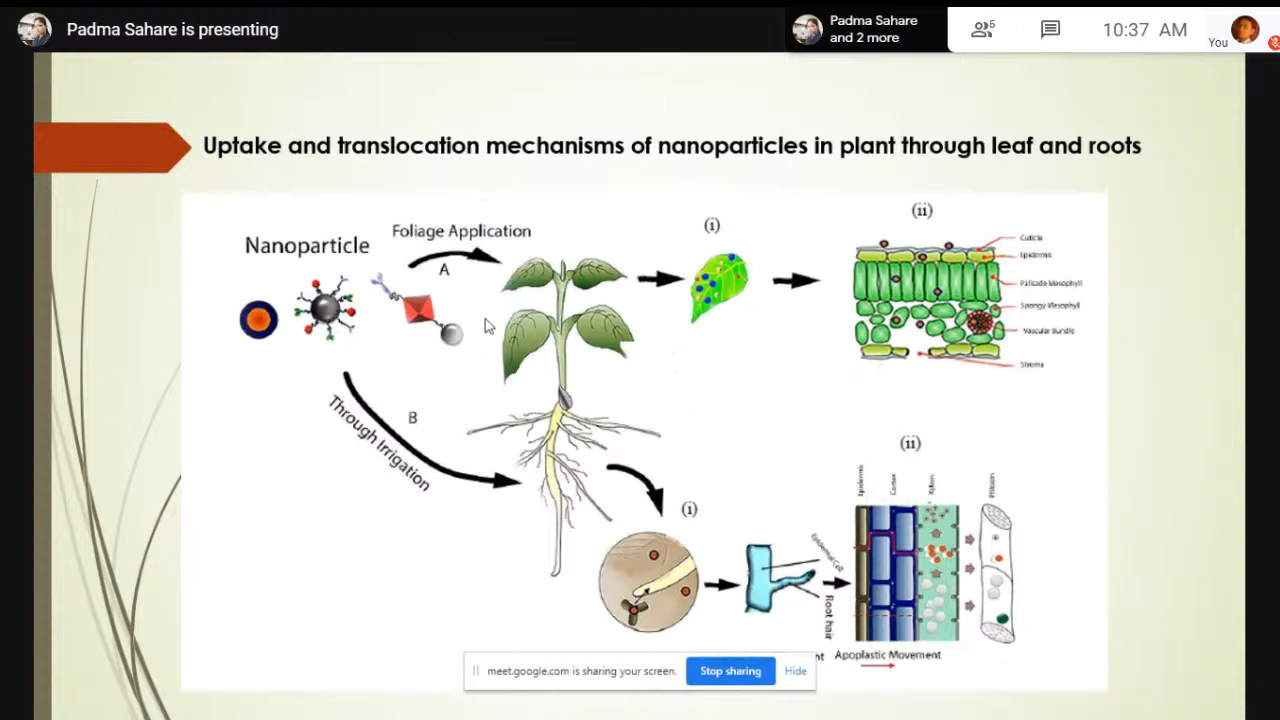 Padma Sahare is presenting
Padma Sahare
and 2 more
5
10:37 AM
You
Uptake and translocation mechanisms of nanoparticles in plant through leaf and roots
Nanoparticle
Foliage Application
A
(i)
(ii)
Cuticle
Epidermis
Palisade Mesophyll
Spongy Mesophyll
Vascular Bundle
Stroma
B
Through Irrigation
(i)
(ii)
Epidermal Cell
Root hair
Epidermis
Cortex
Xylem
Phloem
Apoplastic Movement
meet.google.com is sharing your screen.
Stop sharing
Hide